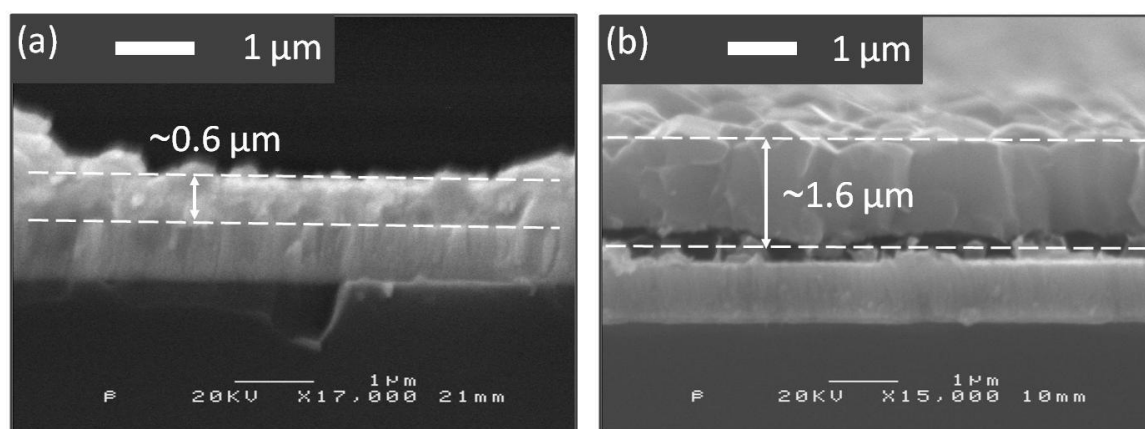 (a) 1 µm
~0.6 µm
1µm
20KV X17,000 21mm
(b) 1 µm
~1.6 µm
1µm
20KV X15,000 10mm